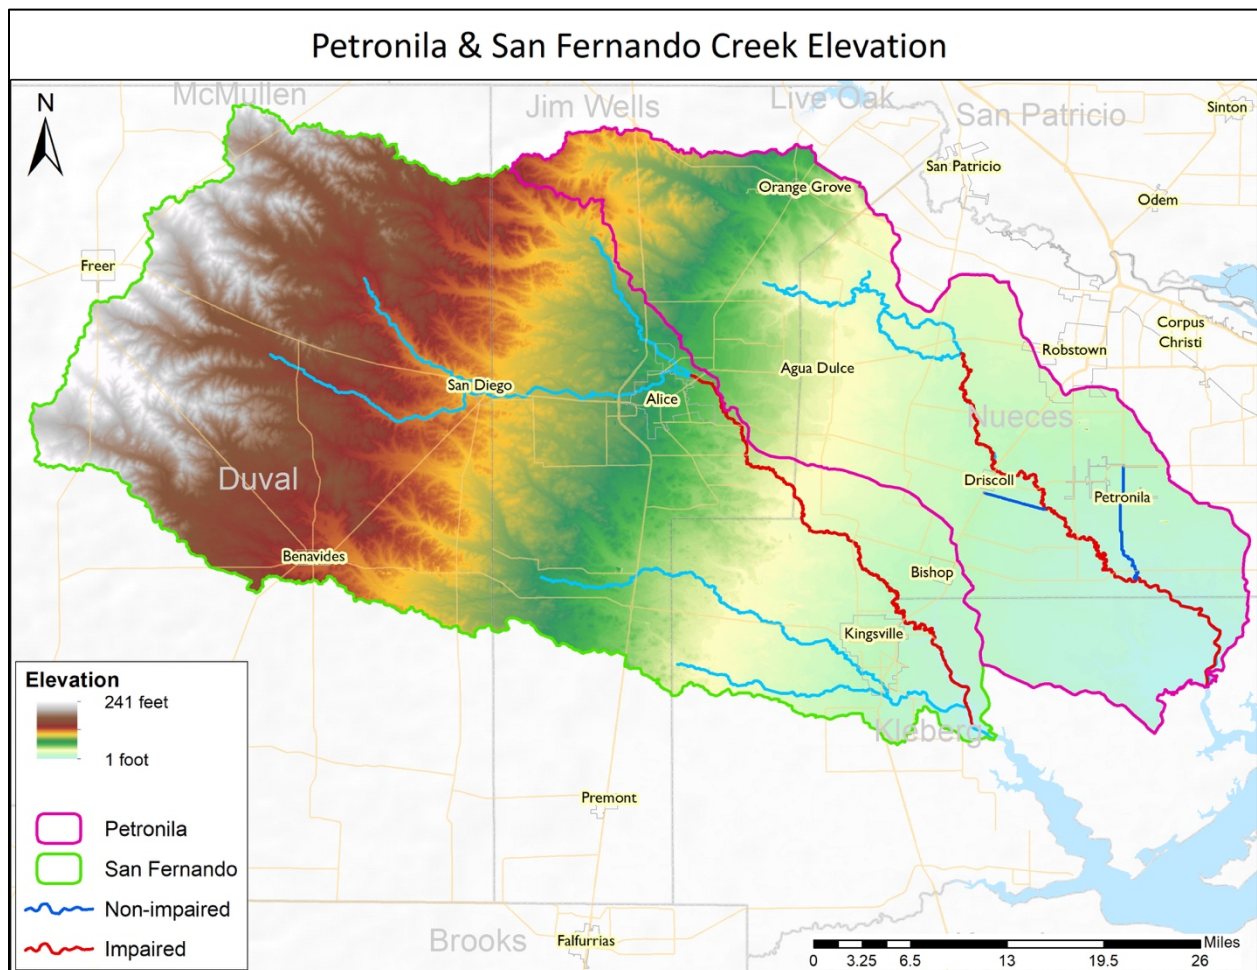 Petronila & San Fernando Creek Elevation
N
McMullen
Jim Wells
Live Oak
San Patricio
Sinton
San Patricio
Orange Grove
Odem
Freer
Corpus
Christi
Robstown
San Diego
Agua Dulce
Alice
Nueces
Duval
Driscoll
Petronila
Benavides
Bishop
Kingsville
Kleberg
Elevation
241 feet
1 foot
Petronila
San Fernando
Non-impaired
Impaired
Premont
Brooks
Falfurrias
Miles
0 3.25 6.5 13 19.5 26